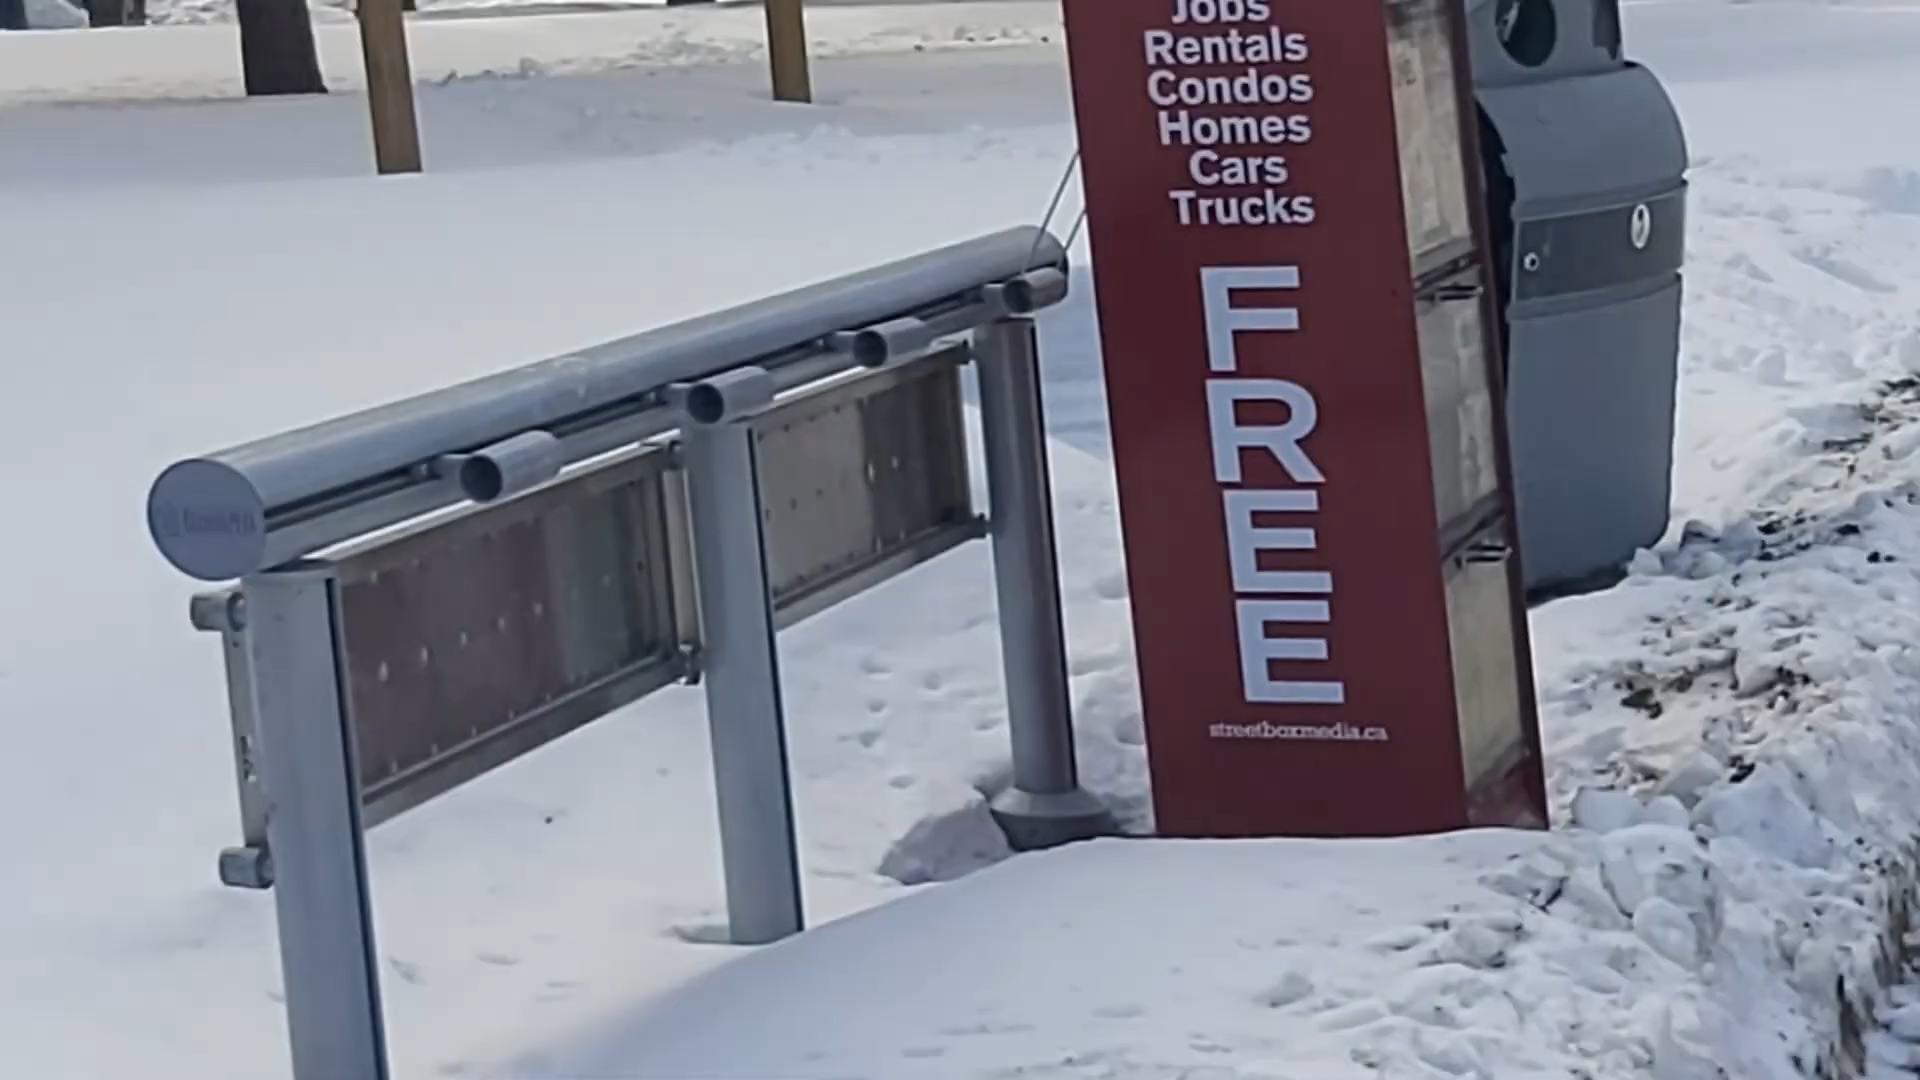 Jobs
Rentals
Condos
Homes
Cars
Trucks
FREE
streetboxmedia.ca